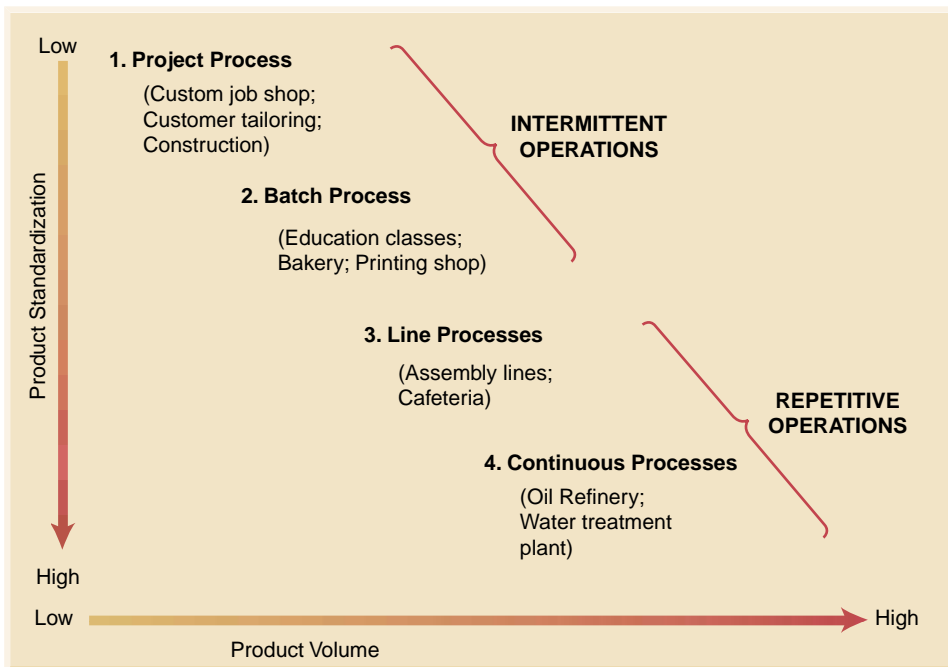 Low
1. Project Process
(Custom job shop;
Customer tailoring;
Construction)
INTERMITTENT
OPERATIONS
2. Batch Process
(Education classes;
Bakery; Printing shop)
Product Standardization
3. Line Processes
(Assembly lines;
Cafeteria)
REPETITIVE
OPERATIONS
4. Continuous Processes
(Oil Refinery;
Water treatment
plant)
High
Low
High
Product Volume